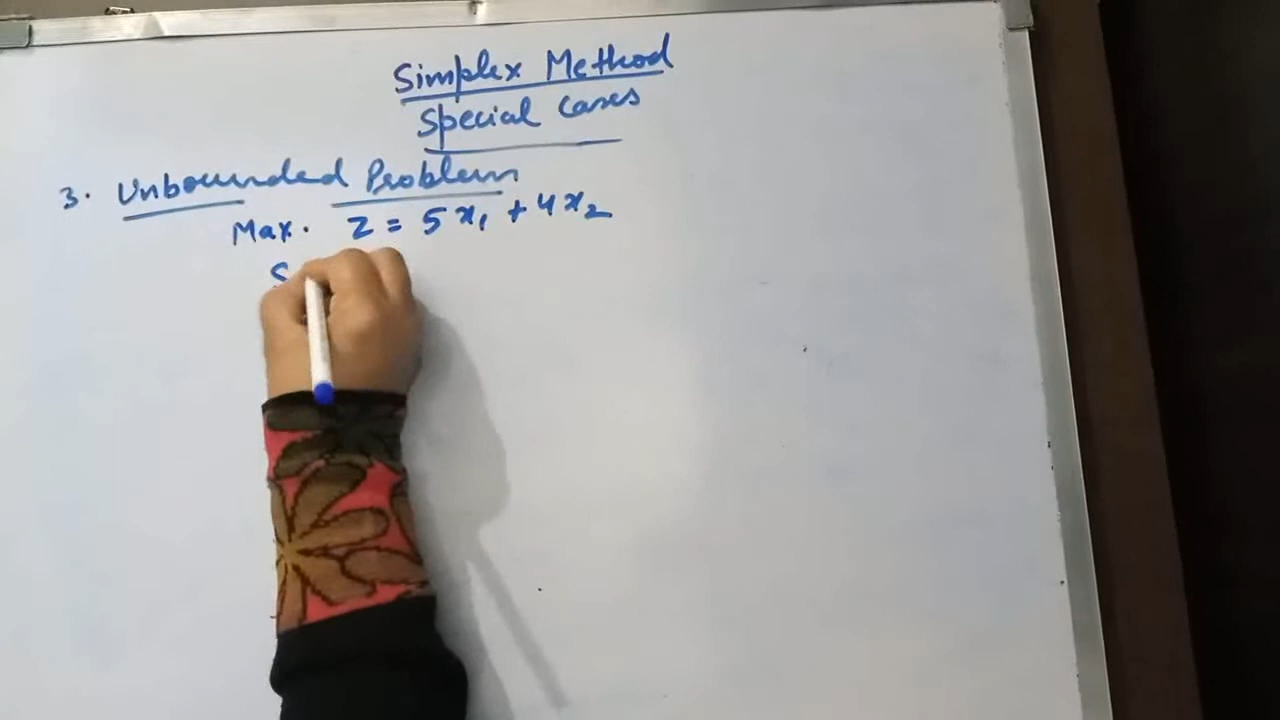 Simplex Method
Special Cases
3. Unbounded Problem
Max. Z = 5x₁ + 4x₂
S